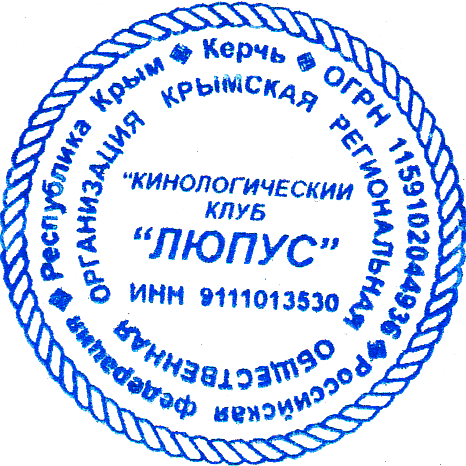 Российская федерация Республика Крым Керчь ОГРН 1159102044936
КРЫМСКАЯ РЕГИОНАЛЬНАЯ ОБЩЕСТВЕННАЯ ОРГАНИЗАЦИЯ
"КИНОЛОГИЧЕСКИЙ
КЛУБ
"ЛЮПУС"
ИНН 9111013530